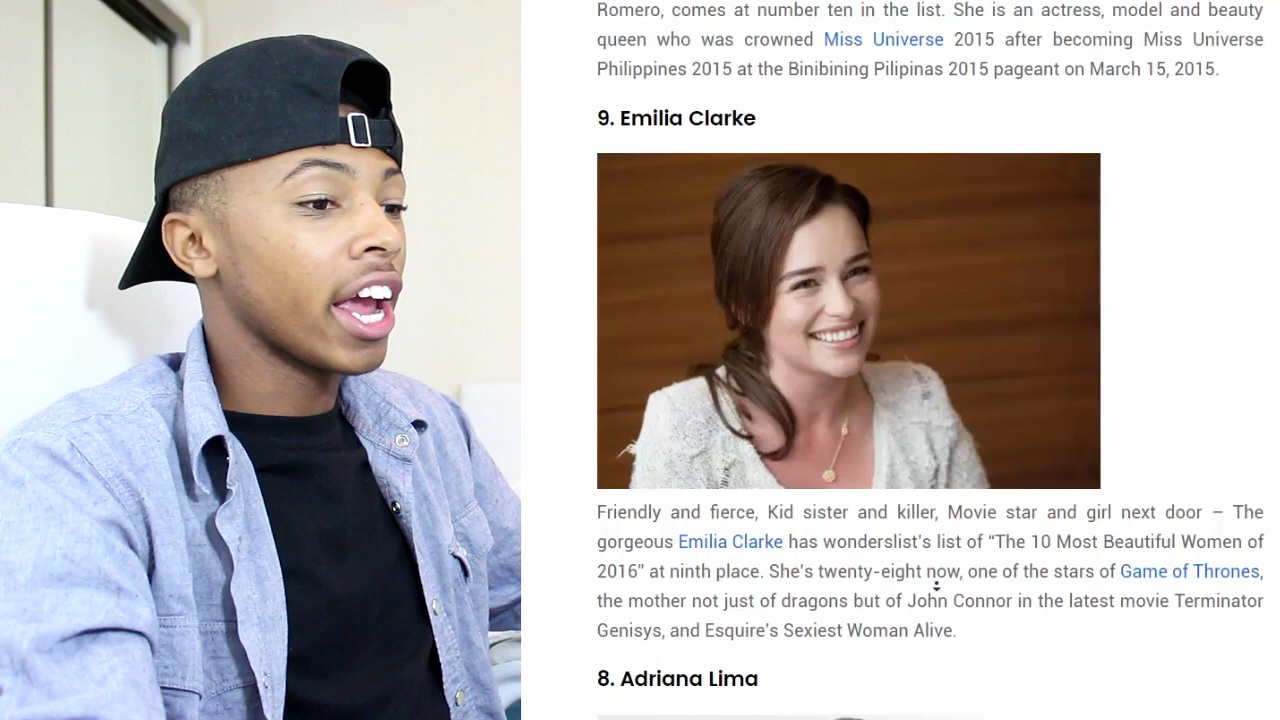 Romero, comes at number ten in the list. She is an actress, model and beauty
queen who was crowned Miss Universe 2015 after becoming Miss Universe
Philippines 2015 at the Binibining Pilipinas 2015 pageant on March 15, 2015.
9. Emilia Clarke
Friendly and fierce, Kid sister and killer, Movie star and girl next door – The
gorgeous Emilia Clarke has wonderslist's list of “The 10 Most Beautiful Women of
2016” at ninth place. She's twenty-eight now, one of the stars of Game of Thrones,
the mother not just of dragons but of John Connor in the latest movie Terminator
Genisys, and Esquire's Sexiest Woman Alive.
8. Adriana Lima